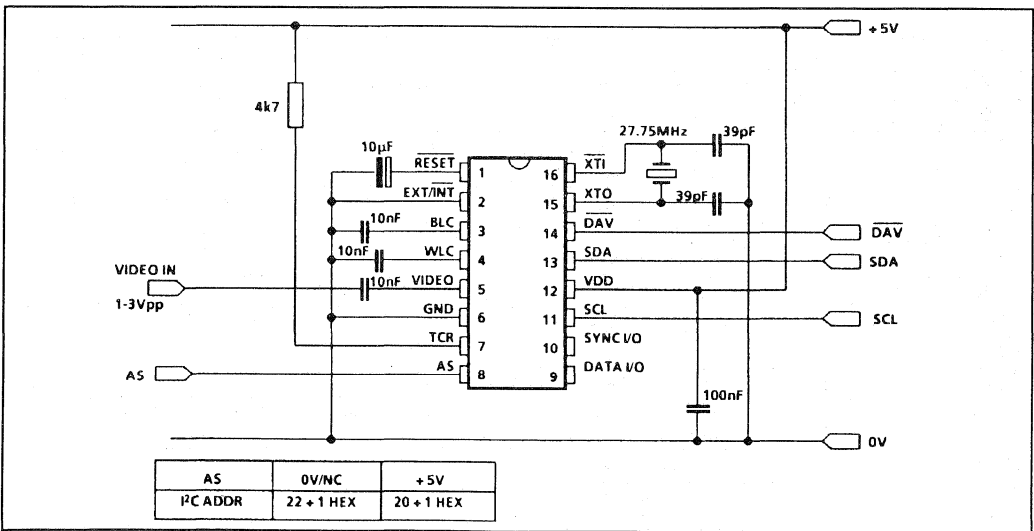 + 5V
4k7
27.75MHz
39pF
10µF
RESET
1
16
XTI
EXT/INT
2
15
XTO
39pF
10nF
BLC
3
14
DAV
DAV
10nF
WLC
4
13
SDA
SDA
VIDEO IN
10nF
VIDEO
5
12
VDD
1-3Vpp
GND
6
11
SCL
SCL
TCR
7
10
SYNC I/O
AS
AS
8
9
DATA I/O
100nF
0V
AS 0V/NC + 5V
I²C ADDR 22 + 1 HEX 20 + 1 HEX